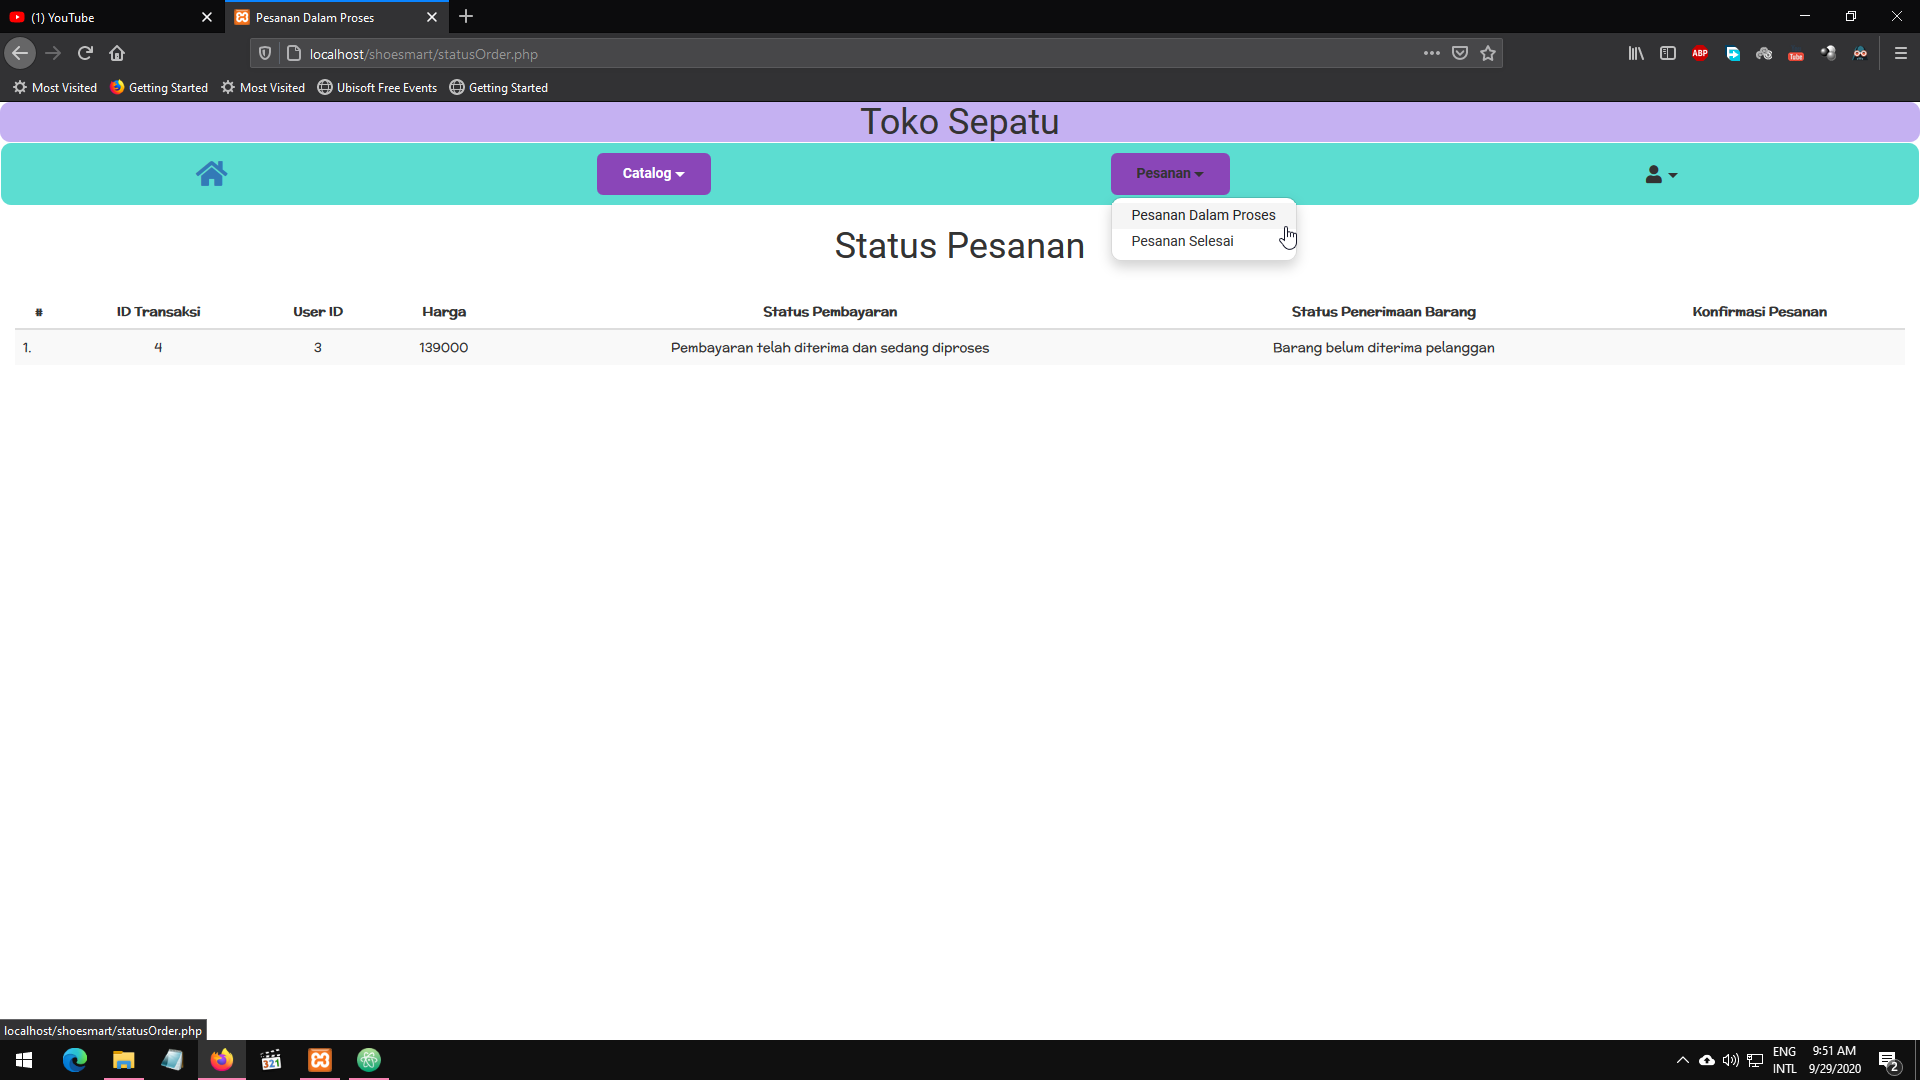 (1) YouTube
Pesanan Dalam Proses
localhost/shoesmart/statusOrder.php
ABP
Tube
Most Visited
Getting Started
Most Visited
Ubisoft Free Events
Getting Started
Toko Sepatu
Catalog
Pesanan
Pesanan Dalam Proses
Pesanan Selesai
Status Pesanan
# ID Transaksi User ID Harga Status Pembayaran Status Penerimaan Barang Konfirmasi Pesanan
1. 4 3 139000 Pembayaran telah diterima dan sedang diproses Barang belum diterima pelanggan
localhost/shoesmart/statusOrder.php
321
ENG
INTL
9:51 AM
9/29/2020
2